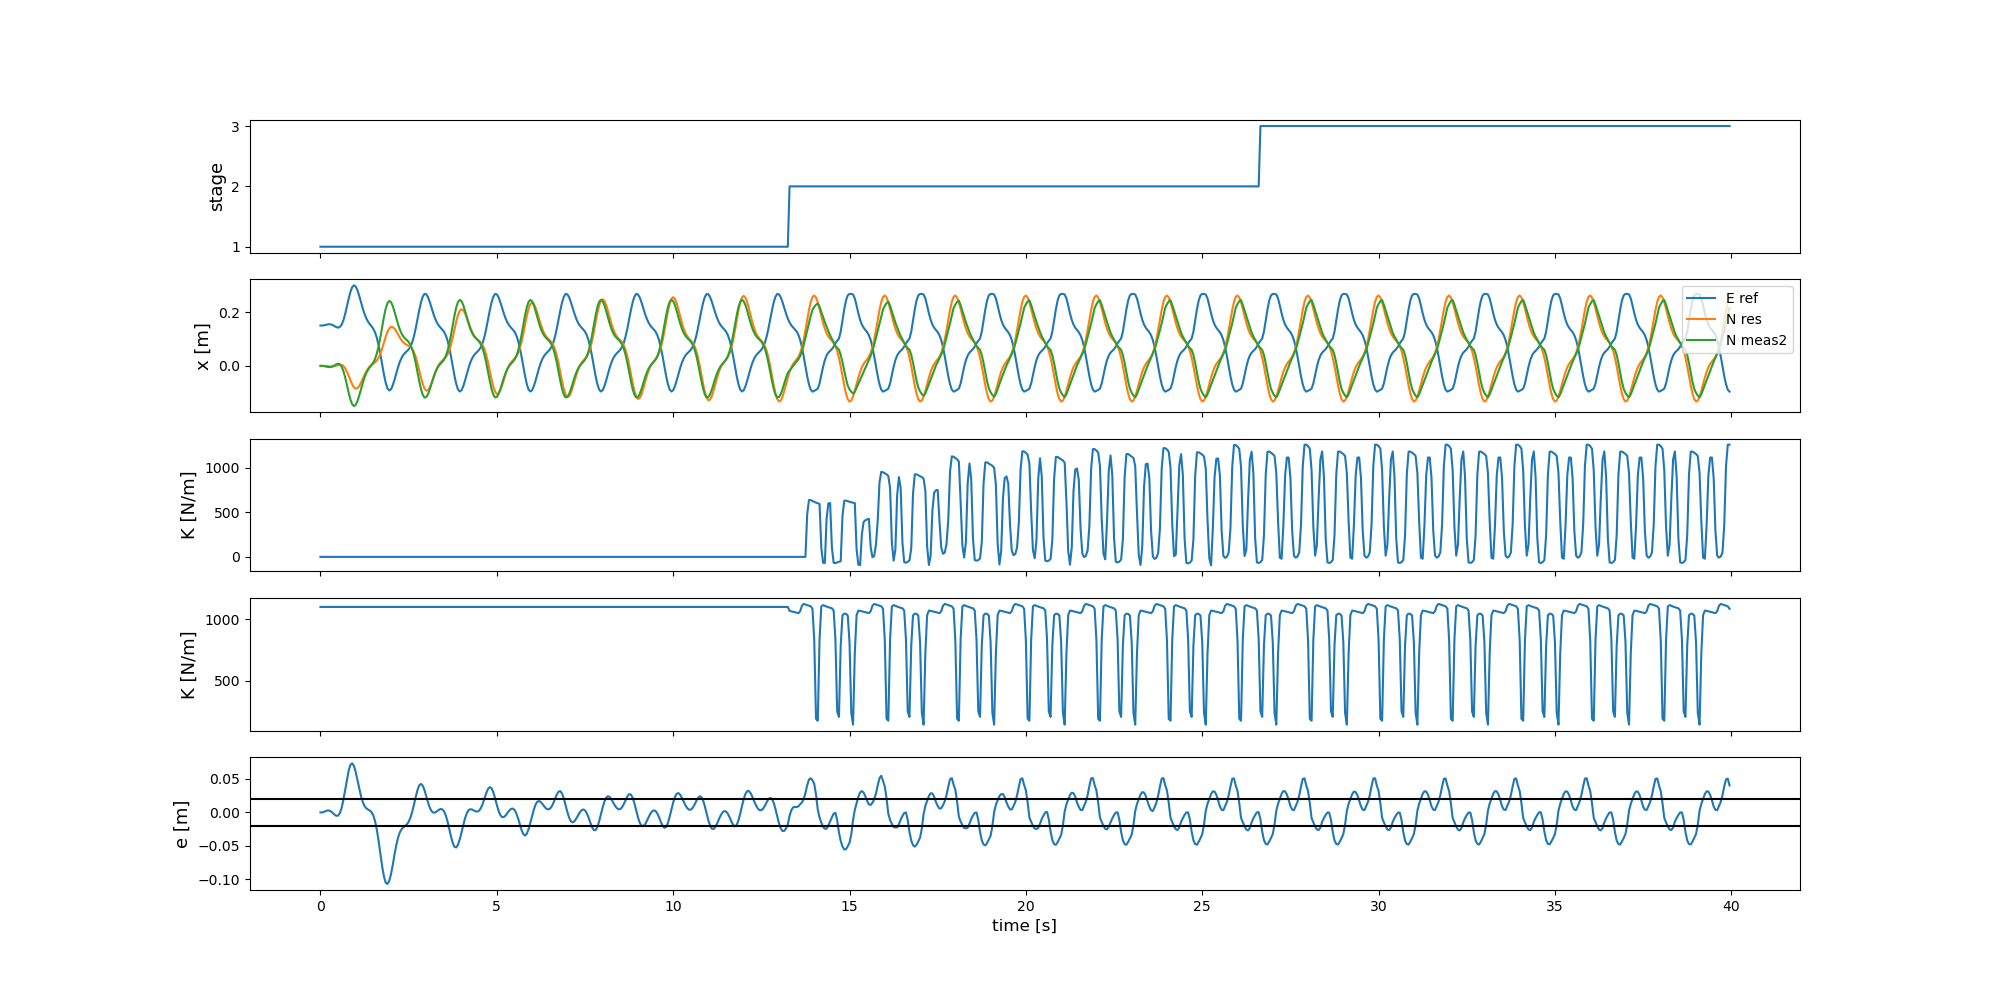 stage
3
2
1
x [m]
0.2
0.0
E ref
N res
N meas2
K [N/m]
1000
500
0
K [N/m]
1000
500
e [m]
0.05
0.00
−0.05
−0.10
0 5 10 15 20 25 30 35 40
time [s]